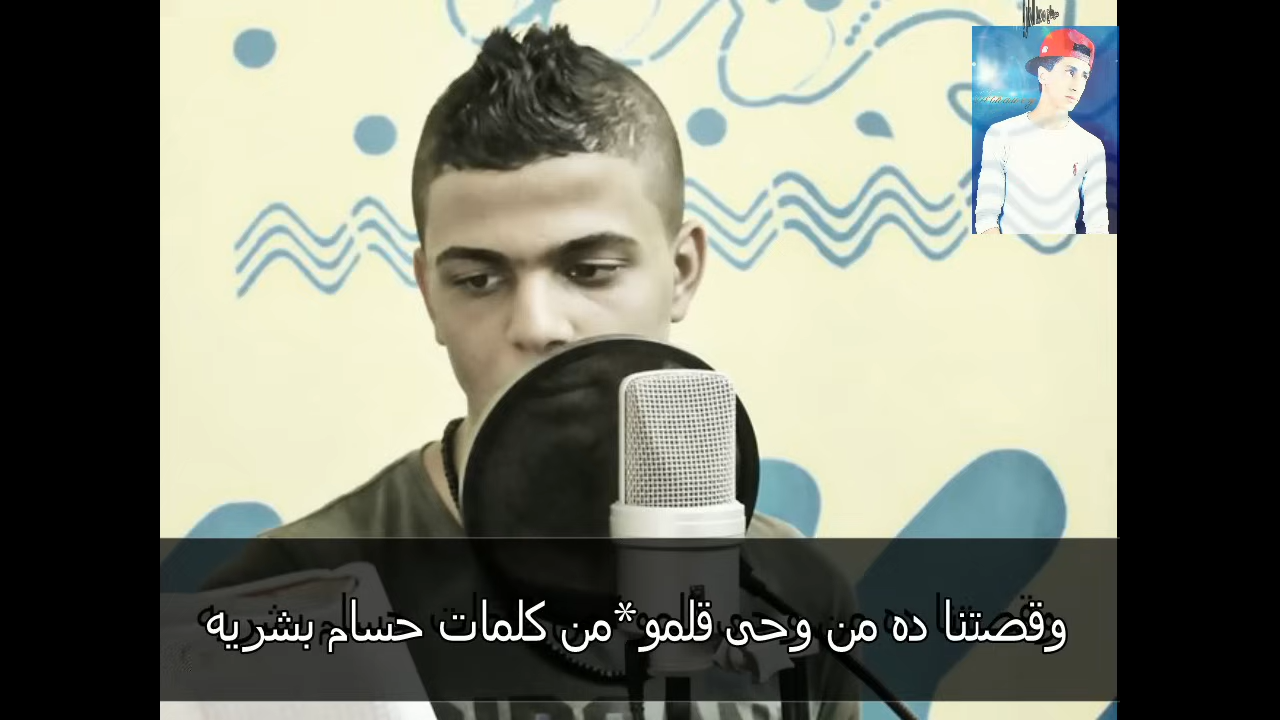 وقصتنا ده من وحى قلمو*من كلمات حسام بشريه